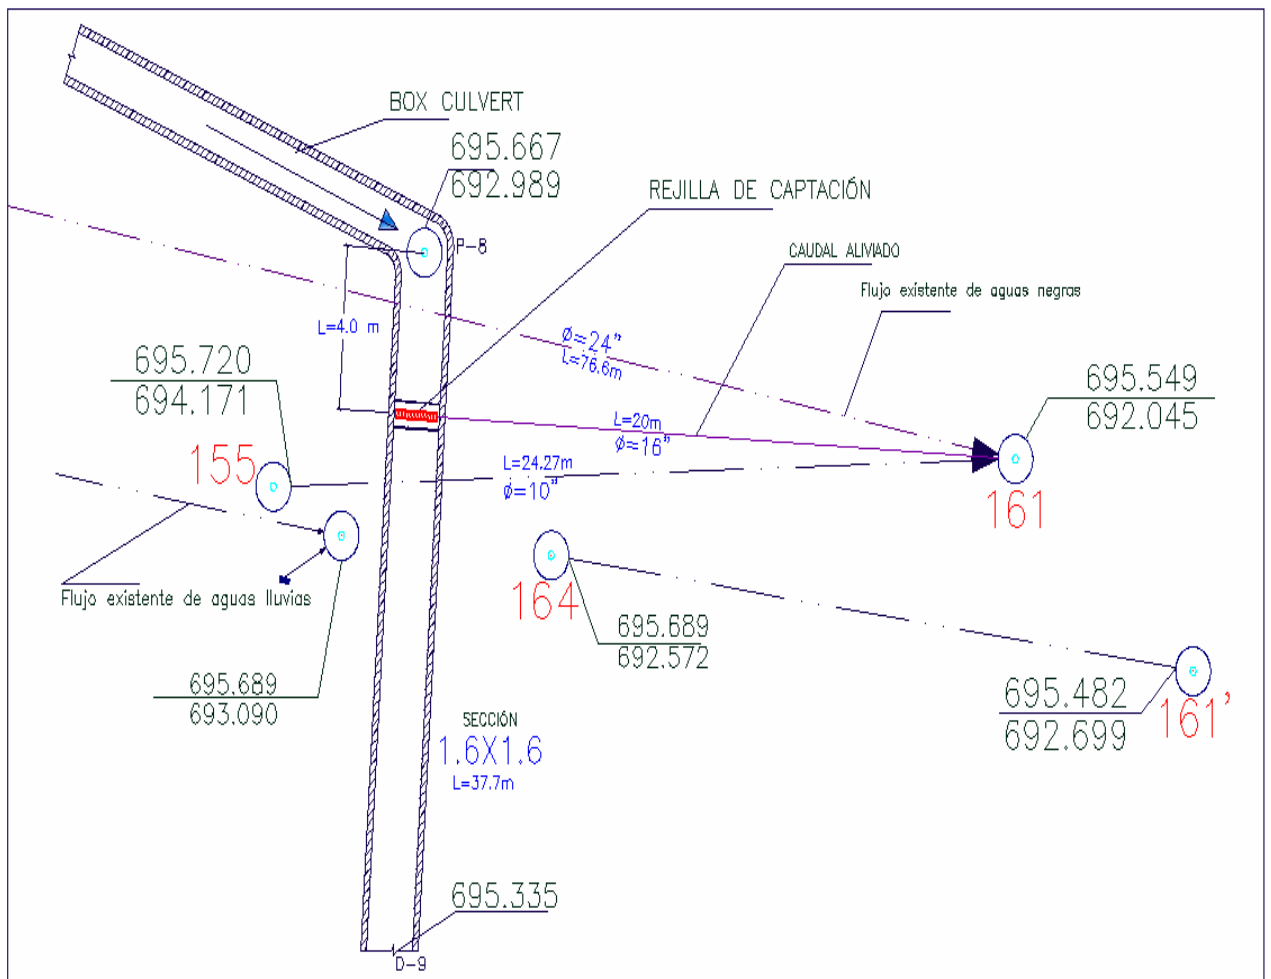 BOX CULVERT
695.667
692.989
REJILLA DE CAPTACIÓN
P-8
CAUDAL ALIVIADO
Flujo existente de aguas negras
L=4.0 m
Ø=24"
L=76.6m
695.720
694.171
695.549
692.045
L=20m
Ø=16"
155
L=24.27m
Ø=10"
161
164
Flujo existente de aguas lluvias
695.689
692.572
695.689
693.090
695.482
692.699
161'
SECCIÓN
1.6X1.6
L=37.7m
695.335
D-9